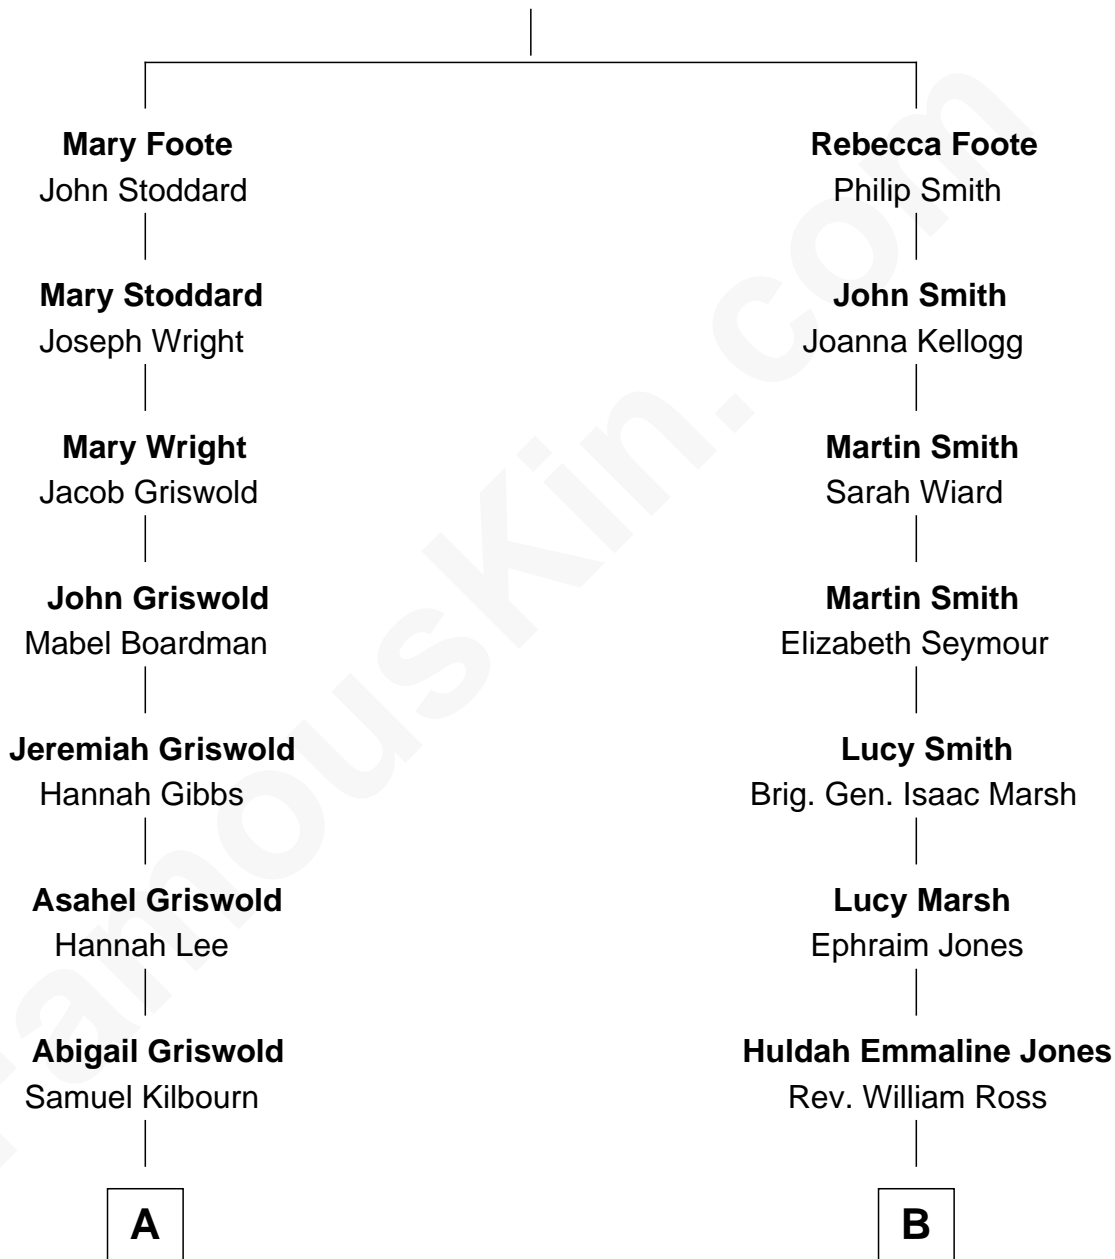 Mary Foote
John Stoddard
Rebecca Foote
Philip Smith
Mary Stoddard
Joseph Wright
John Smith
Joanna Kellogg
Mary Wright
Jacob Griswold
Martin Smith
Sarah Wiard
John Griswold
Mabel Boardman
Martin Smith
Elizabeth Seymour
Jeremiah Griswold
Hannah Gibbs
Lucy Smith
Brig. Gen. Isaac Marsh
Asahel Griswold
Hannah Lee
Lucy Marsh
Ephraim Jones
Abigail Griswold
Samuel Kilbourn
Huldah Emmaline Jones
Rev. William Ross
A
B
FamousKin.com